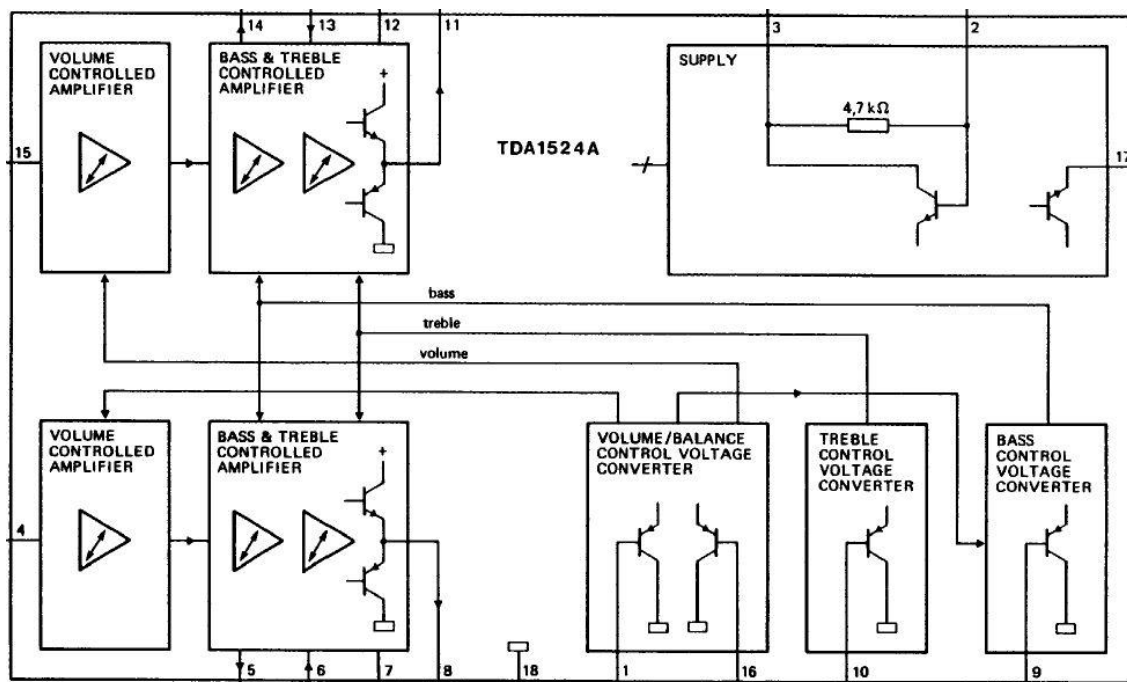 14 13 12 11 3 2
VOLUME
CONTROLLED
AMPLIFIER
BASS & TREBLE
CONTROLLED
AMPLIFIER
+
SUPPLY
4,7 kΩ
TDA1524A
15
17
bass
treble
volume
VOLUME
CONTROLLED
AMPLIFIER
BASS & TREBLE
CONTROLLED
AMPLIFIER
+
VOLUME/BALANCE
CONTROL VOLTAGE
CONVERTER
TREBLE
CONTROL
VOLTAGE
CONVERTER
BASS
CONTROL
VOLTAGE
CONVERTER
4
5 6 7 8 18 1 16 10 9